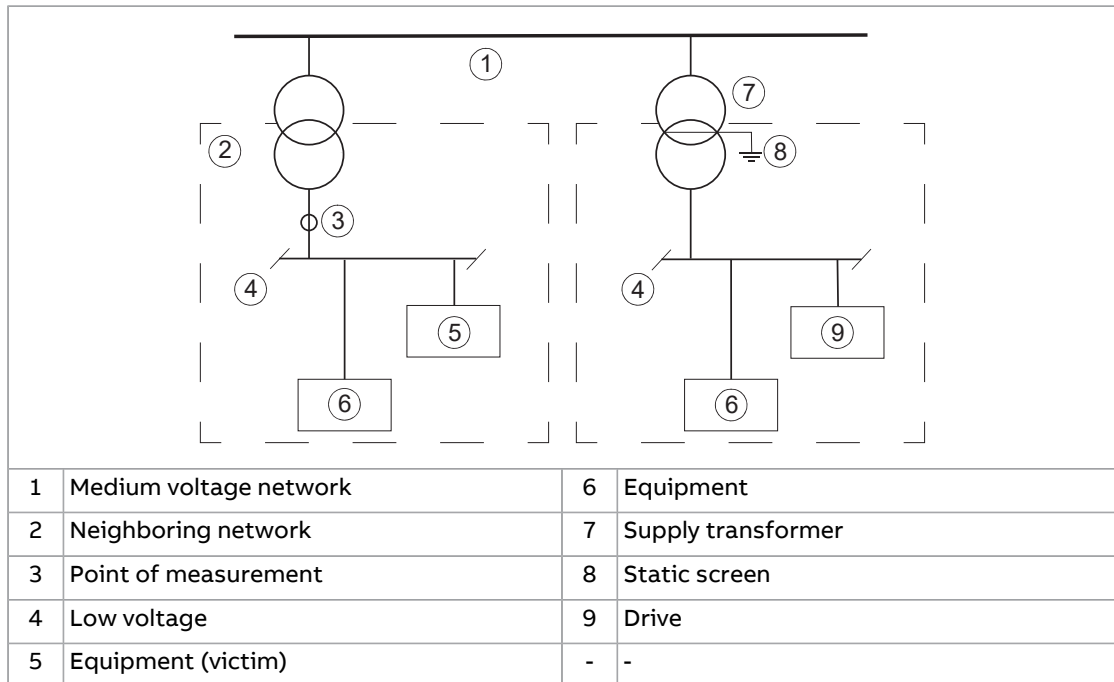 ①
⑦
②
⑧
③
④
④
⑤
⑨
⑥
⑥
1 Medium voltage network 6 Equipment
2 Neighboring network 7 Supply transformer
3 Point of measurement 8 Static screen
4 Low voltage 9 Drive
5 Equipment (victim) - -